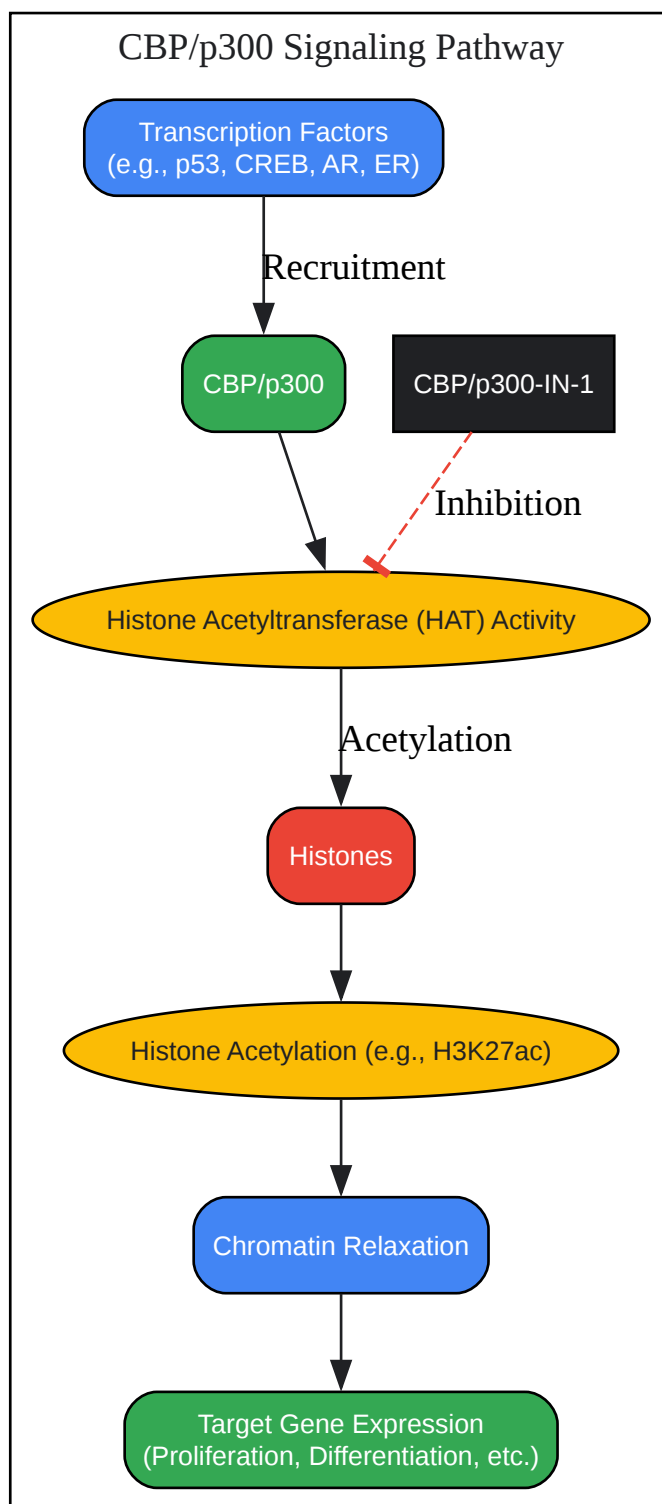 CBP/p300 Signaling Pathway
Transcription Factors
(e.g., p53, CREB, AR, ER)
Recruitment
CBP/p300
CBP/p300-IN-1
Inhibition
Histone Acetyltransferase (HAT) Activity
Acetylation
Histones
Histone Acetylation (e.g., H3K27ac)
Chromatin Relaxation
Target Gene Expression
(Proliferation, Differentiation, etc.)